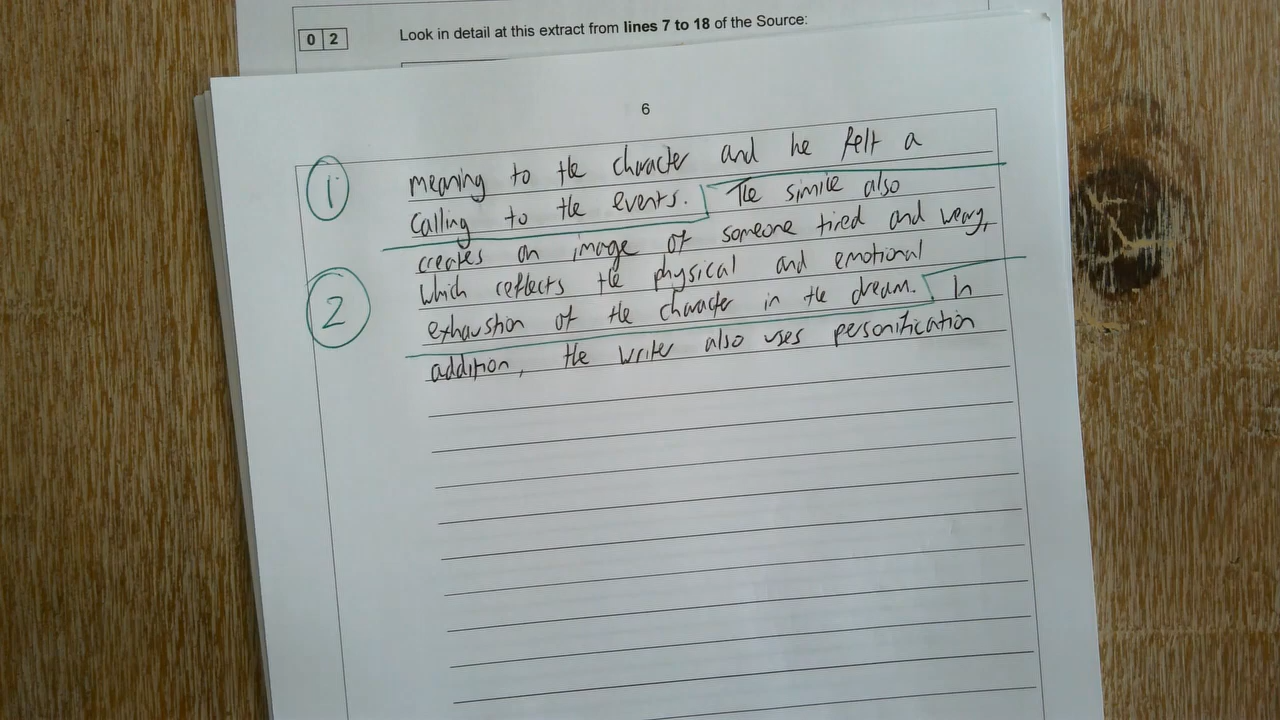 0 2 Look in detail at this extract from lines 7 to 18 of the Source:
6
1 meaning to the character and he felt a
calling to the events. The simile also
creates an image of someone tired and weary,
2 which reflects the physical and emotional
exhaustion of the character in the dream. In
addition, the writer also uses personification